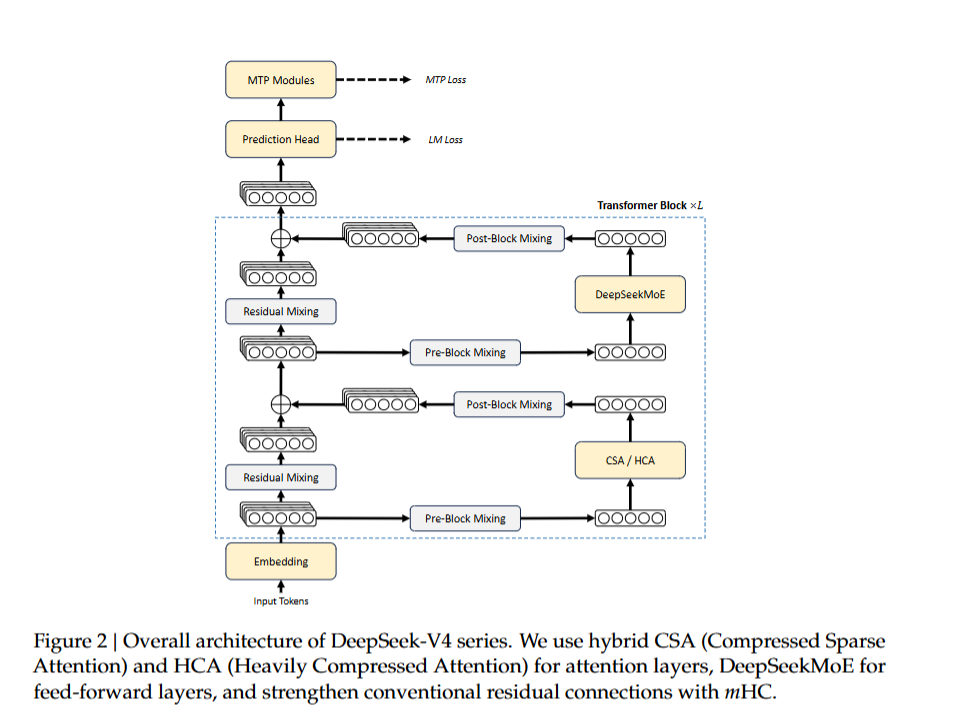 MTP Modules
MTP Loss
Prediction Head
LM Loss
Transformer Block ×L
Post-Block Mixing
DeepSeekMoE
Residual Mixing
Pre-Block Mixing
Post-Block Mixing
CSA / HCA
Residual Mixing
Pre-Block Mixing
Embedding
Input Tokens
Figure 2 | Overall architecture of DeepSeek-V4 series. We use hybrid CSA (Compressed Sparse
Attention) and HCA (Heavily Compressed Attention) for attention layers, DeepSeekMoE for
feed-forward layers, and strengthen conventional residual connections with mHC.